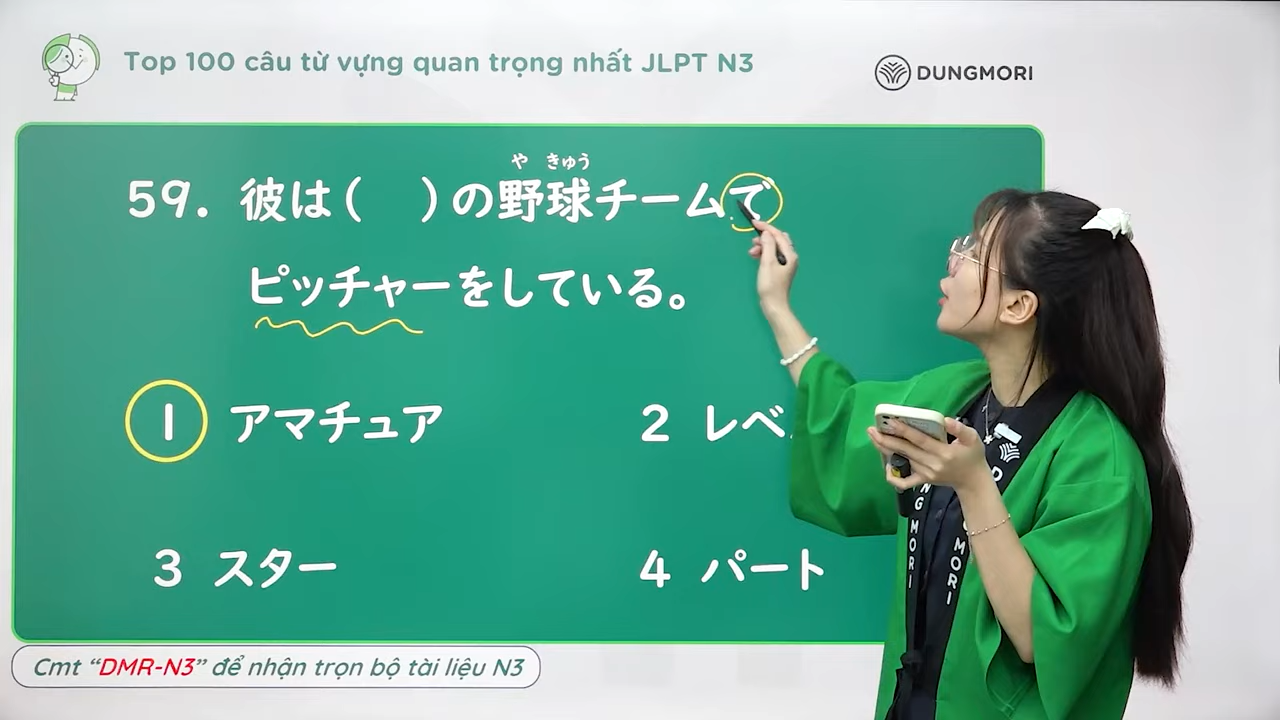 Top 100 câu từ vựng quan trọng nhất JLPT N3
DUNGMORI
や きゅう
59. 彼は( )の野球チームで
ピッチャーをしている。
1 アマチュア
2 レベ
3 スター
4 パート
Cmt “DMR-N3” để nhận trọn bộ tài liệu N3